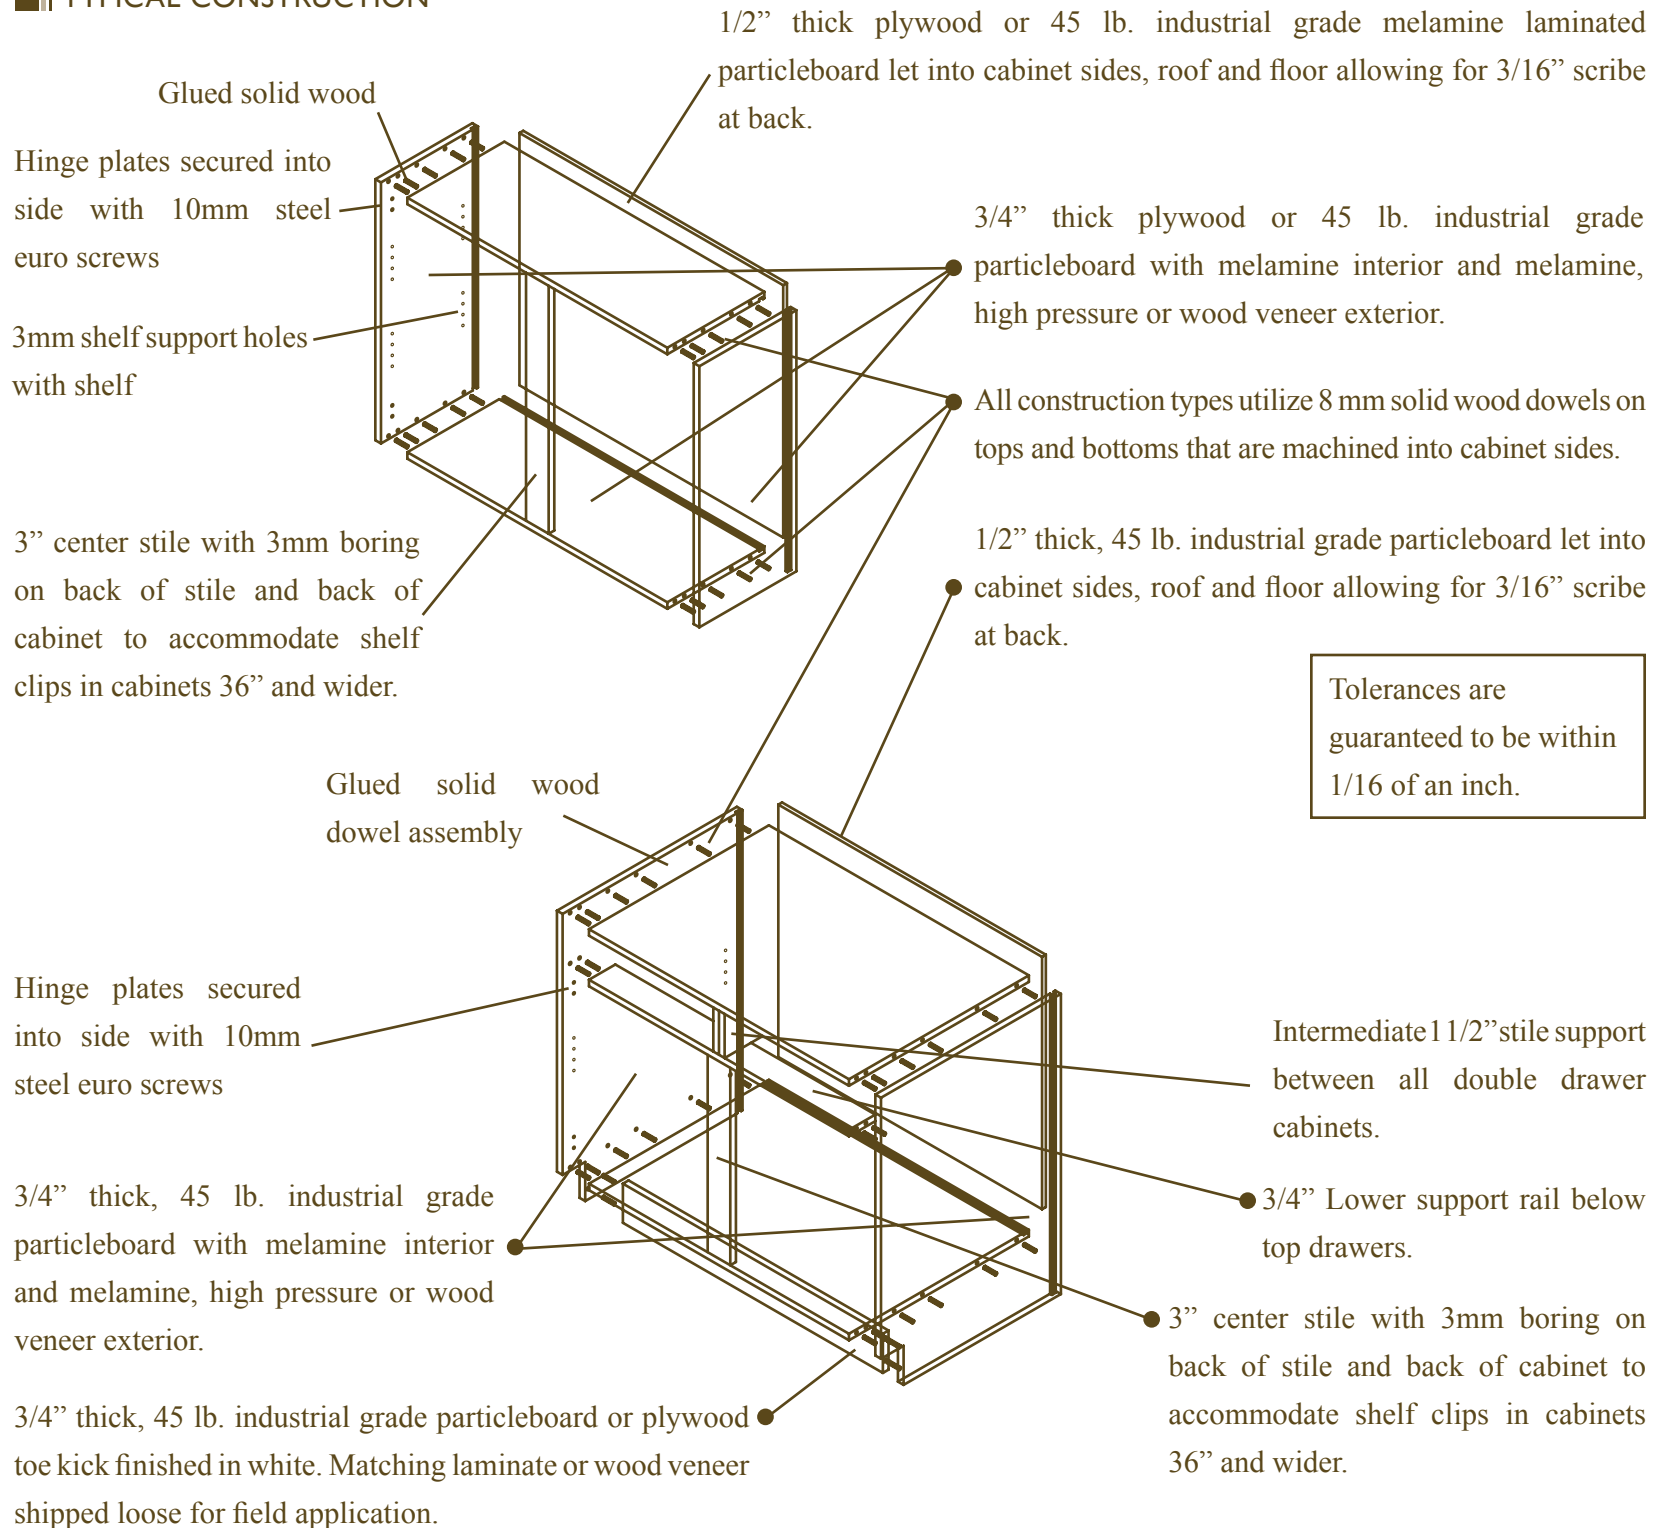 TYPICAL CONSTRUCTION
1/2” thick plywood or 45 lb. industrial grade melamine laminated
particleboard let into cabinet sides, roof and floor allowing for 3/16” scribe
at back.
Glued solid wood
Hinge plates secured into
side with 10mm steel
euro screws
3mm shelf support holes
with shelf
3” center stile with 3mm boring
on back of stile and back of
cabinet to accommodate shelf
clips in cabinets 36” and wider.
3/4” thick plywood or 45 lb. industrial grade
particleboard with melamine interior and melamine,
high pressure or wood veneer exterior.
All construction types utilize 8 mm solid wood dowels on
tops and bottoms that are machined into cabinet sides.
1/2” thick, 45 lb. industrial grade particleboard let into
cabinet sides, roof and floor allowing for 3/16” scribe
at back.
Tolerances are
guaranteed to be within
1/16 of an inch.
Glued solid wood
dowel assembly
Hinge plates secured
into side with 10mm
steel euro screws
3/4” thick, 45 lb. industrial grade
particleboard with melamine interior
and melamine, high pressure or wood
veneer exterior.
3/4” thick, 45 lb. industrial grade particleboard or plywood
toe kick finished in white. Matching laminate or wood veneer
shipped loose for field application.
Intermediate 1 1/2” stile support
between all double drawer
cabinets.
3/4” Lower support rail below
top drawers.
3” center stile with 3mm boring on
back of stile and back of cabinet to
accommodate shelf clips in cabinets
36” and wider.